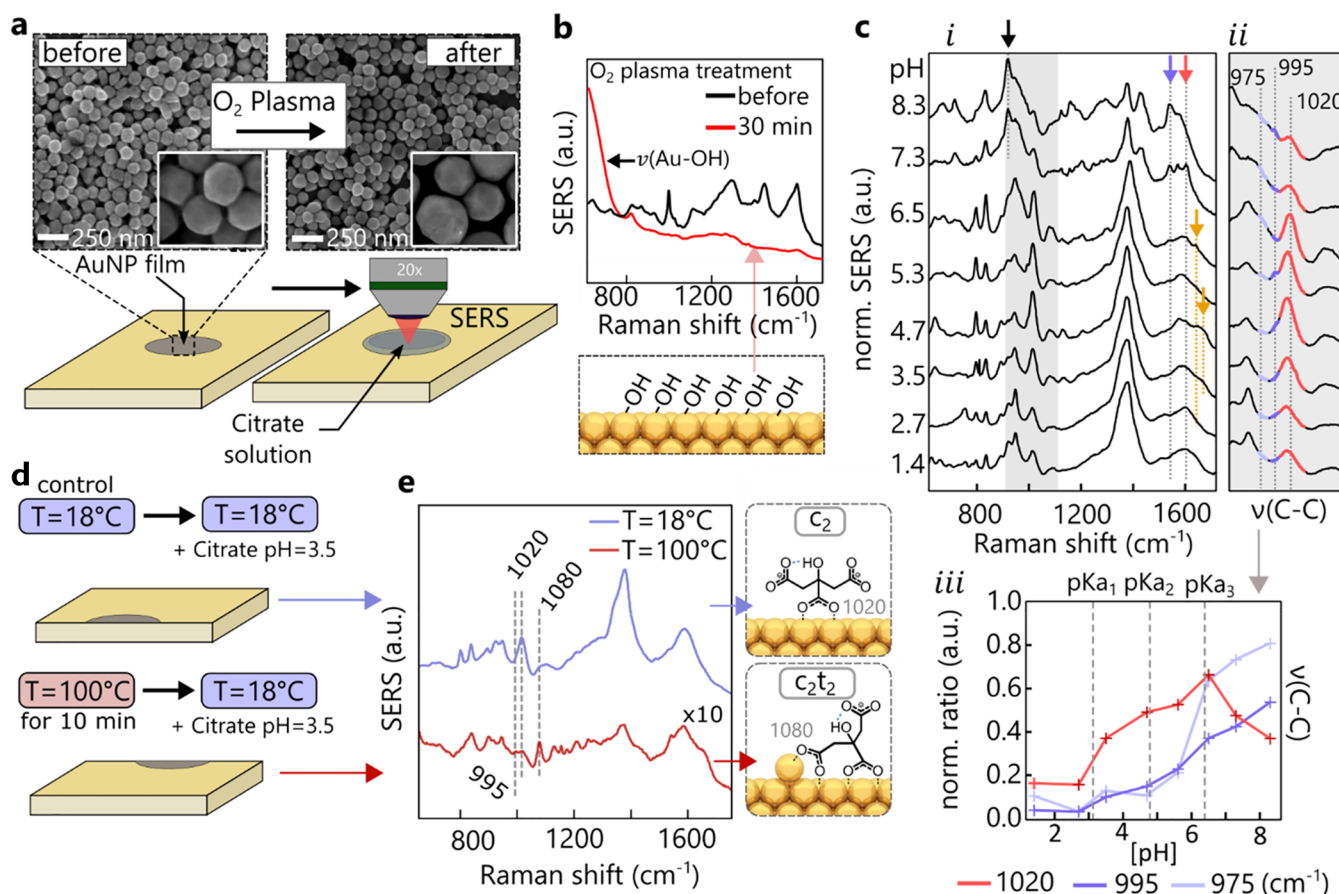 a
before
after
O₂ Plasma
250 nm
250 nm
AuNP film
20x
SERS
Citrate
solution
b
O₂ plasma treatment
before
30 min
ν(Au-OH)
SERS (a.u.)
800
1200
1600
Raman shift (cm⁻¹)
-OH
-OH
-OH
-OH
-OH
-OH
c
i
pH
8.3
7.3
6.5
5.3
4.7
3.5
2.7
1.4
norm. SERS (a.u.)
800
1200
1600
Raman shift (cm⁻¹)
ii
975
995
1020
ν(C-C)
iii
pKa₁
pKa₂
pKa₃
norm. ratio (a.u.)
1.0
0.8
0.6
0.4
0.2
0.0
2
4
6
8
[pH]
ν(C-C)
1020
995
975 (cm⁻¹)
d
control
T=18°C
T=18°C
+ Citrate pH=3.5
T=100°C
T=18°C
for 10 min
+ Citrate pH=3.5
e
T=18°C
T=100°C
1020
1080
995
x10
SERS (a.u.)
800
1200
1600
Raman shift (cm⁻¹)
c₂
O
HO
O
⊖O
O⊖
O
O
1020
c₂t₂
1080
O
O⊖
HO
O
O
O
O